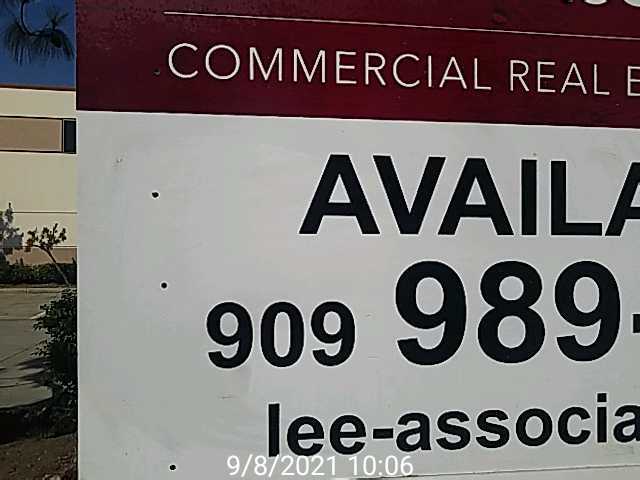 COMMERCIAL REAL E
AVAILA
909 989-
lee-associa
9/8/2021 10:06